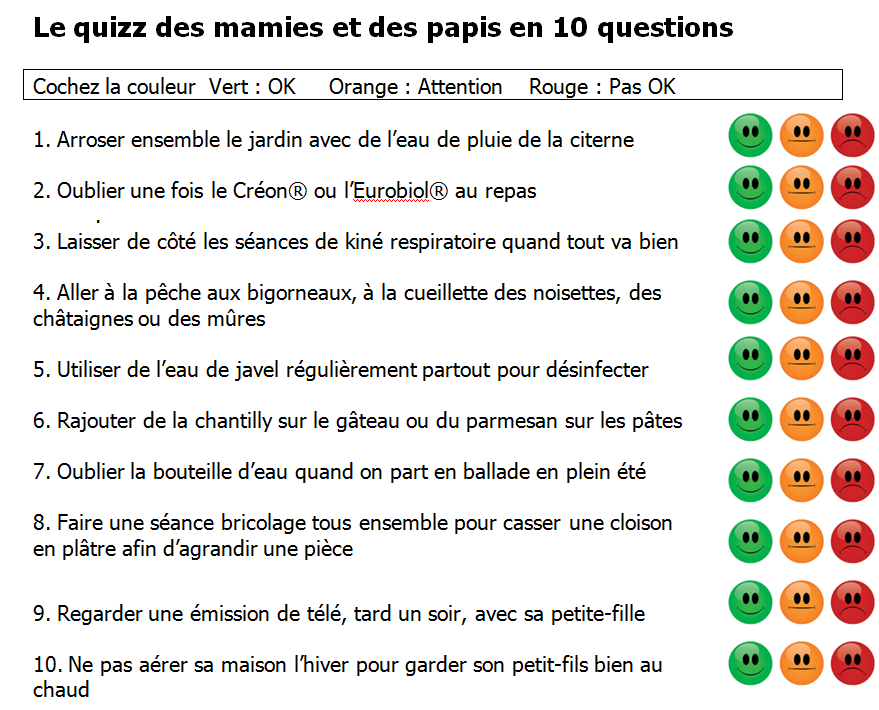 Le quizz des mamies et des papis en 10 questions
Cochez la couleur Vert : OK Orange : Attention Rouge : Pas OK
1. Arroser ensemble le jardin avec de l’eau de pluie de la citerne
2. Oublier une fois le Créon® ou l’Eurobiol® au repas
.
3. Laisser de côté les séances de kiné respiratoire quand tout va bien
4. Aller à la pêche aux bigorneaux, à la cueillette des noisettes, des
châtaignes ou des mûres
5. Utiliser de l’eau de javel régulièrement partout pour désinfecter
6. Rajouter de la chantilly sur le gâteau ou du parmesan sur les pâtes
7. Oublier la bouteille d’eau quand on part en ballade en plein été
8. Faire une séance bricolage tous ensemble pour casser une cloison
en plâtre afin d’agrandir une pièce
9. Regarder une émission de télé, tard un soir, avec sa petite-fille
10. Ne pas aérer sa maison l’hiver pour garder son petit-fils bien au
chaud